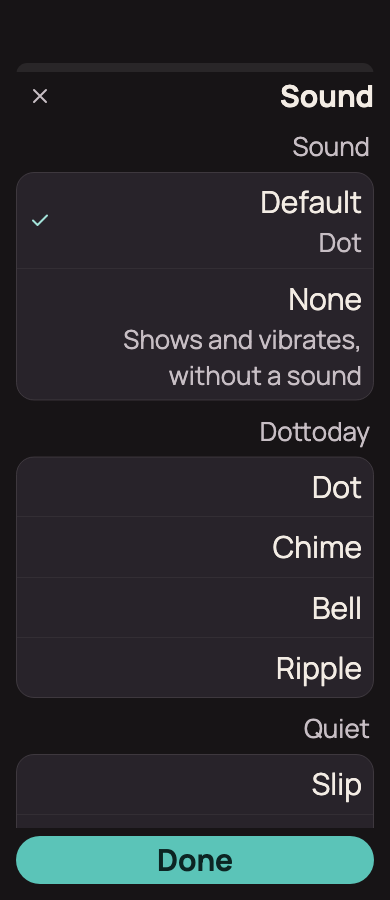 Sound
Sound
Default
Dot
None
Shows and vibrates,
without a sound
Dottoday
Dot
Chime
Bell
Ripple
Quiet
Slip
Done